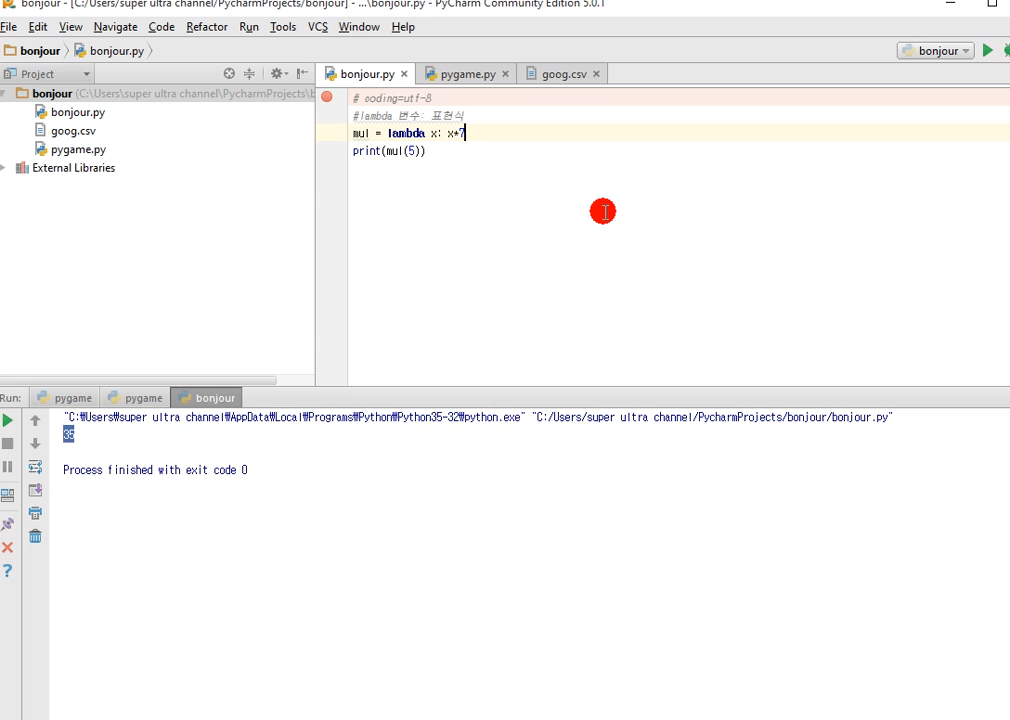 bonjour - [C:/Users/super ultra channel/PycharmProjects/bonjour] - ...\bonjour.py - PyCharm Community Edition 5.0.1
File Edit View Navigate Code Refactor Run Tools VCS Window Help
bonjour bonjour.py bonjour
Project bonjour.py pygame.py goog.csv
bonjour (C:\Users\super ultra channel\PycharmProjects\b
bonjour.py
goog.csv
pygame.py
External Libraries
# coding=utf-8
#lambda 변수: 표현식
mul = lambda x: x*7
print(mul(5))
Run: pygame pygame bonjour
"C:₩Users₩super ultra channel₩AppData₩Local₩Programs₩Python₩Python35-32₩python.exe" "C:/Users/super ultra channel/PycharmProjects/bonjour/bonjour.py"
35
Process finished with exit code 0